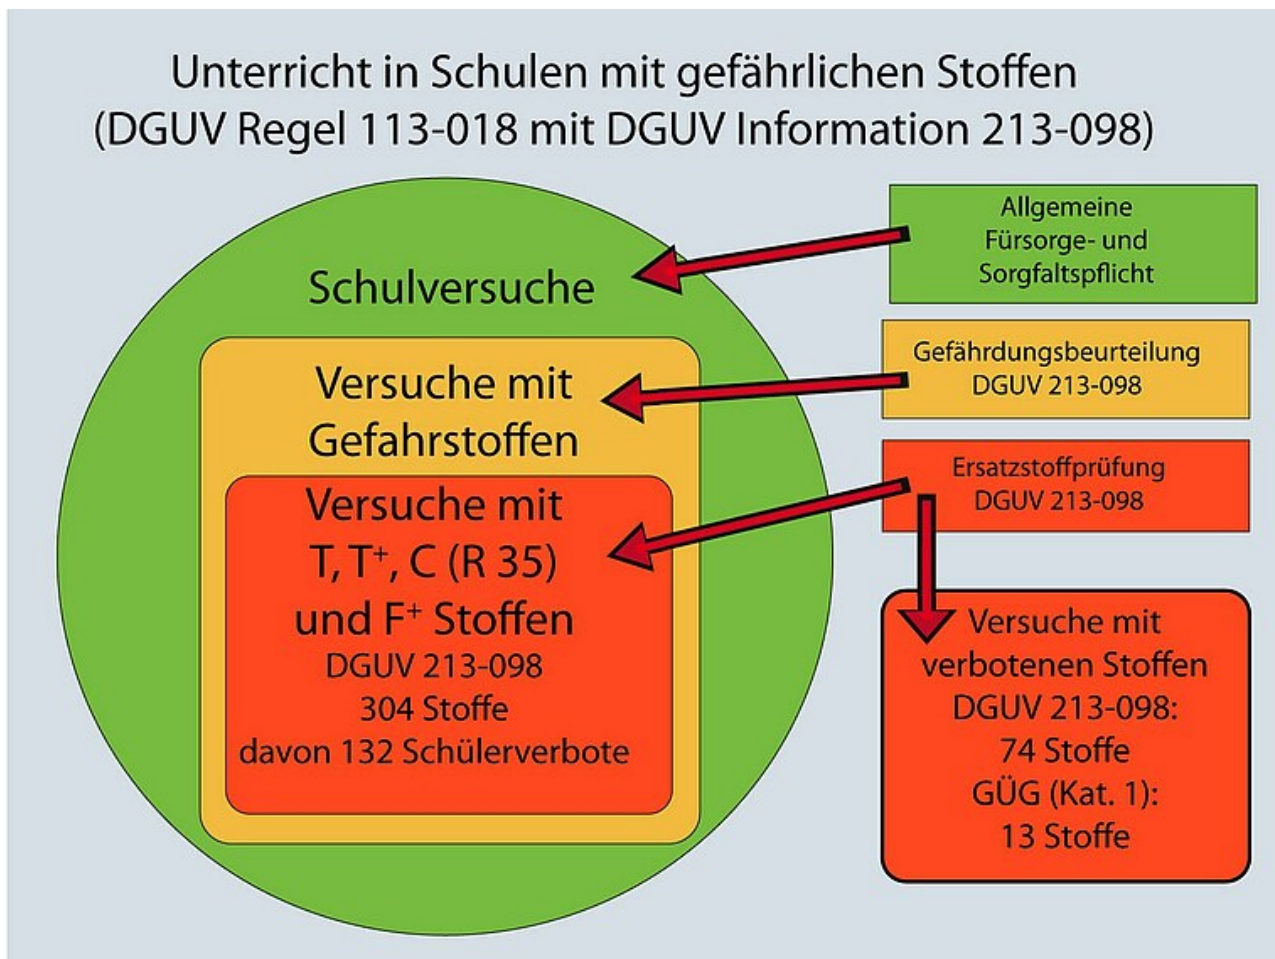 Unterricht in Schulen mit gefährlichen Stoffen
(DGUV Regel 113-018 mit DGUV Information 213-098)
Schulversuche
Versuche mit
Gefahrstoffen
Versuche mit
T, T⁺, C (R 35)
und F⁺ Stoffen
DGUV 213-098
304 Stoffe
davon 132 Schülerverbote
Allgemeine
Fürsorge- und
Sorgfaltspflicht
Gefährdungsbeurteilung
DGUV 213-098
Ersatzstoffprüfung
DGUV 213-098
Versuche mit
verbotenen Stoffen
DGUV 213-098:
74 Stoffe
GÜG (Kat. 1):
13 Stoffe